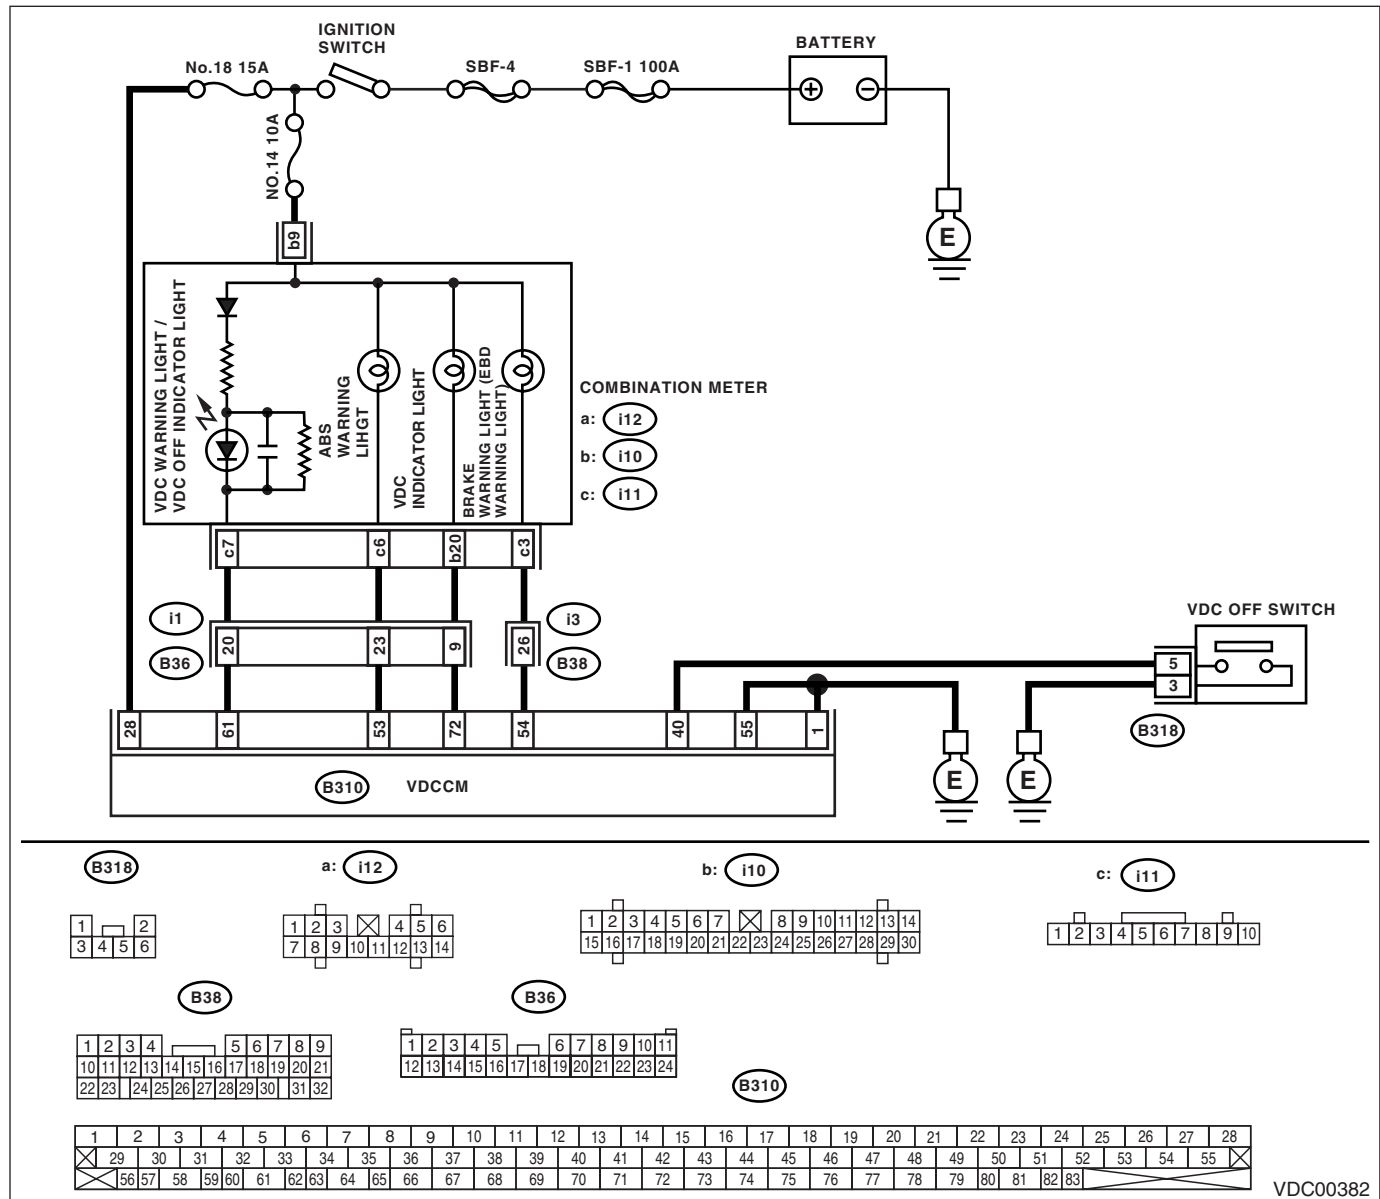 IGNITION
SWITCH
BATTERY
No.18 15A
SBF-4
SBF-1 100A
NO.14 10A
b9
E
VDC WARNING LIGHT /
VDC OFF INDICATOR LIGHT
ABS
WARNING
LIHGT
VDC
INDICATOR LIGHT
BRAKE
WARNING LIGHT (EBD
WARNING LIGHT)
COMBINATION METER
a: i12
b: i10
c: i11
c7 c6 b20 c3
i1 i3
20 23 9 26
B36 B38
VDC OFF SWITCH
5
3
B318
28 61 53 72 54 40 55 1
E E
B310 VDCCM
B318 a: i12 b: i10 c: i11
1 2
3 4 5 6
1 2 3 4 5 6
7 8 9 10 11 12 13 14
1 2 3 4 5 6 7 8 9 10 11 12 13 14
15 16 17 18 19 20 21 22 23 24 25 26 27 28 29 30
1 2 3 4 5 6 7 8 9 10
B38 B36
1 2 3 4 5 6 7 8 9
10 11 12 13 14 15 16 17 18 19 20 21
22 23 24 25 26 27 28 29 30 31 32
1 2 3 4 5 6 7 8 9 10 11
12 13 14 15 16 17 18 19 20 21 22 23 24
B310
1 2 3 4 5 6 7 8 9 10 11 12 13 14 15 16 17 18 19 20 21 22 23 24 25 26 27 28
29 30 31 32 33 34 35 36 37 38 39 40 41 42 43 44 45 46 47 48 49 50 51 52 53 54 55
56 57 58 59 60 61 62 63 64 65 66 67 68 69 70 71 72 73 74 75 76 77 78 79 80 81 82 83
VDC00382